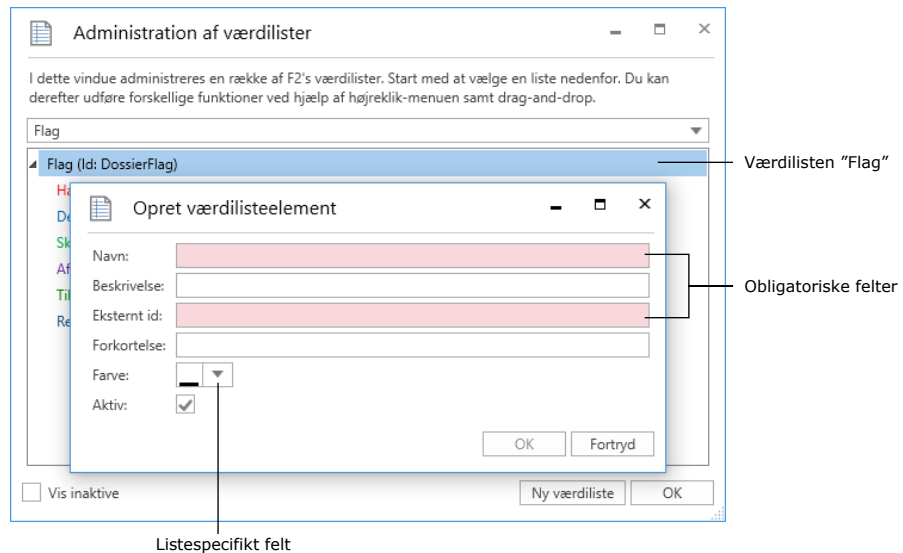 Administration af værdilister
I dette vindue administreres en række af F2's værdilister. Start med at vælge en liste nedenfor. Du kan
derefter udføre forskellige funktioner ved hjælp af højreklik-menuen samt drag-and-drop.
Flag
Flag (Id: DossierFlag)
Værdilisten ”Flag”
Opret værdilisteelement
Navn:
Beskrivelse:
Eksternt id:
Forkortelse:
Farve:
Aktiv:
Obligatoriske felter
OK
Fortryd
Vis inaktive
Ny værdiliste
OK
Listespecifikt felt